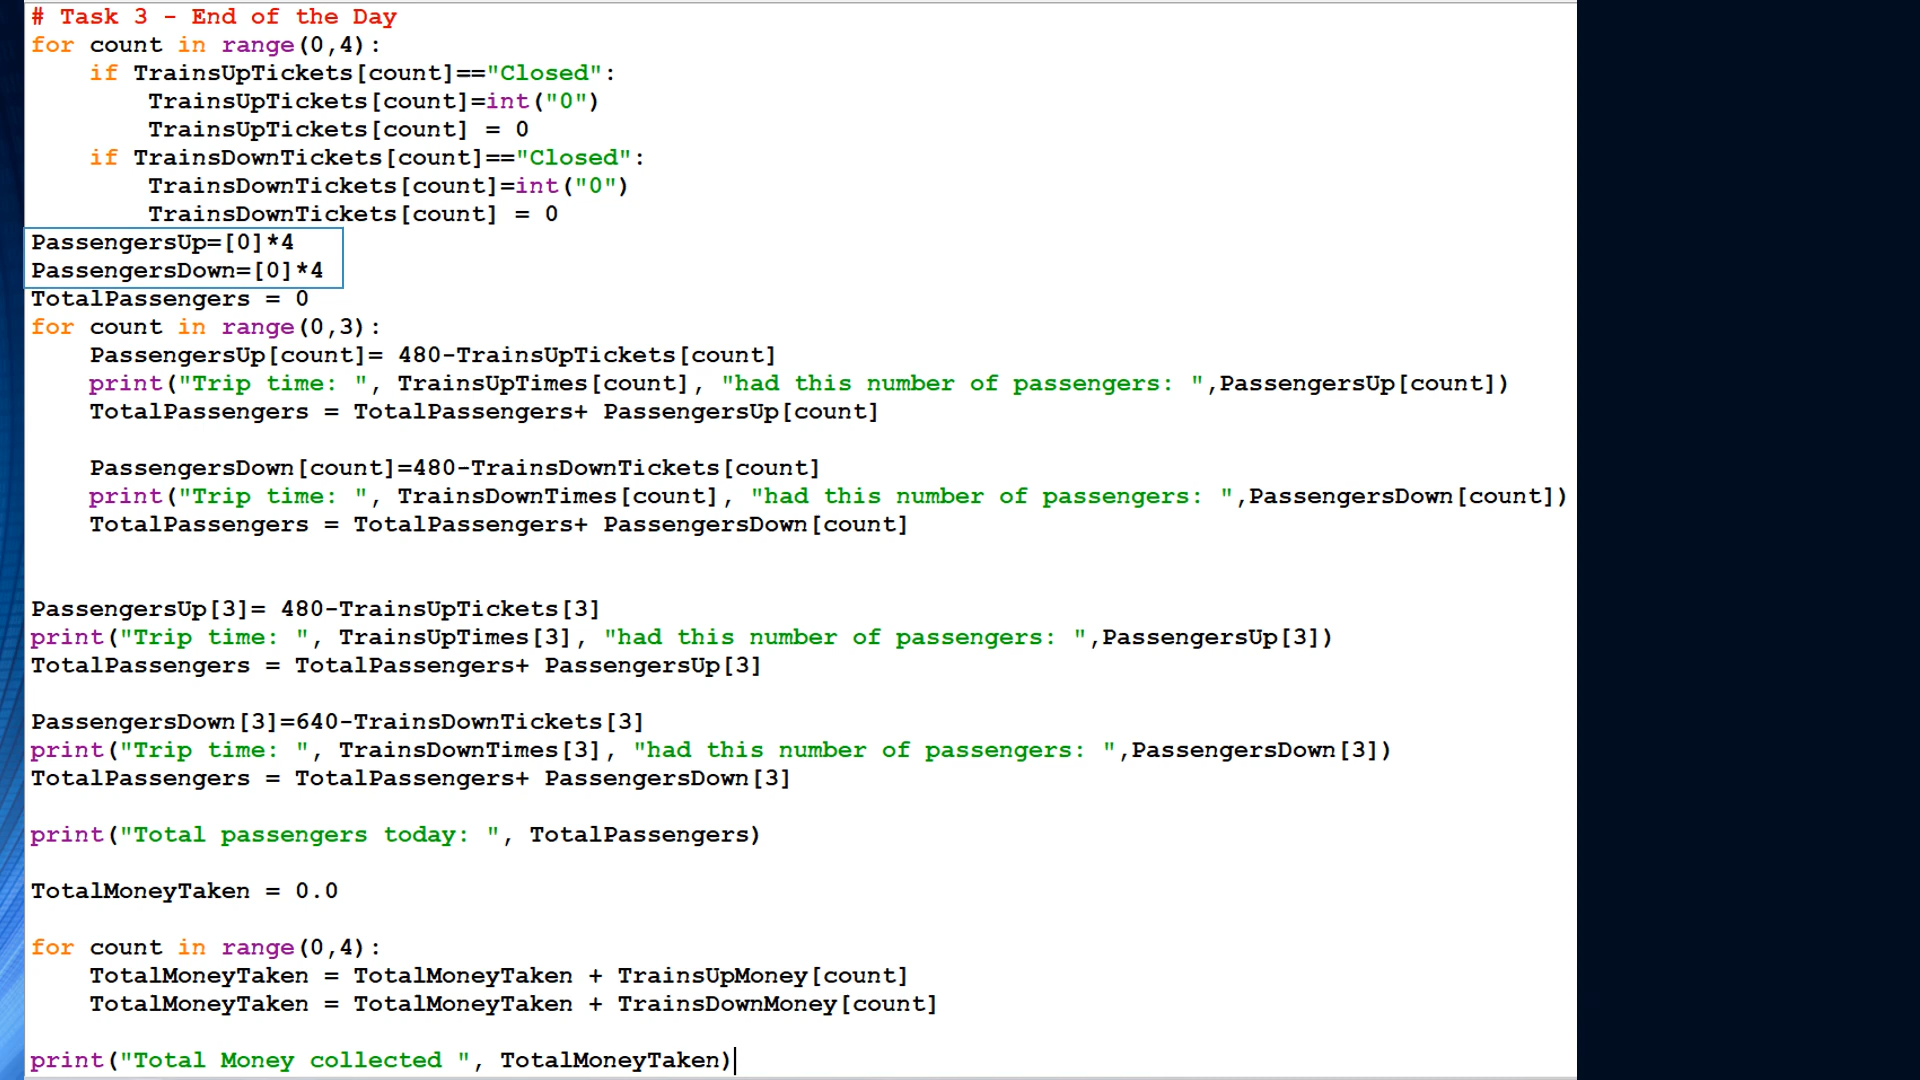 # Task 3 - End of the Day
for count in range(0,4):
    if TrainsUpTickets[count]=="Closed":
        TrainsUpTickets[count]=int("0")
        TrainsUpTickets[count] = 0
    if TrainsDownTickets[count]=="Closed":
        TrainsDownTickets[count]=int("0")
        TrainsDownTickets[count] = 0
PassengersUp=[0]*4
PassengersDown=[0]*4
TotalPassengers = 0
for count in range(0,3):
    PassengersUp[count]= 480-TrainsUpTickets[count]
    print("Trip time: ", TrainsUpTimes[count], "had this number of passengers: ",PassengersUp[count])
    TotalPassengers = TotalPassengers+ PassengersUp[count]
    PassengersDown[count]=480-TrainsDownTickets[count]
    print("Trip time: ", TrainsDownTimes[count], "had this number of passengers: ",PassengersDown[count])
    TotalPassengers = TotalPassengers+ PassengersDown[count]
PassengersUp[3]= 480-TrainsUpTickets[3]
print("Trip time: ", TrainsUpTimes[3], "had this number of passengers: ",PassengersUp[3])
TotalPassengers = TotalPassengers+ PassengersUp[3]
PassengersDown[3]=640-TrainsDownTickets[3]
print("Trip time: ", TrainsDownTimes[3], "had this number of passengers: ",PassengersDown[3])
TotalPassengers = TotalPassengers+ PassengersDown[3]
print("Total passengers today: ", TotalPassengers)
TotalMoneyTaken = 0.0
for count in range(0,4):
    TotalMoneyTaken = TotalMoneyTaken + TrainsUpMoney[count]
    TotalMoneyTaken = TotalMoneyTaken + TrainsDownMoney[count]
print("Total Money collected ", TotalMoneyTaken)